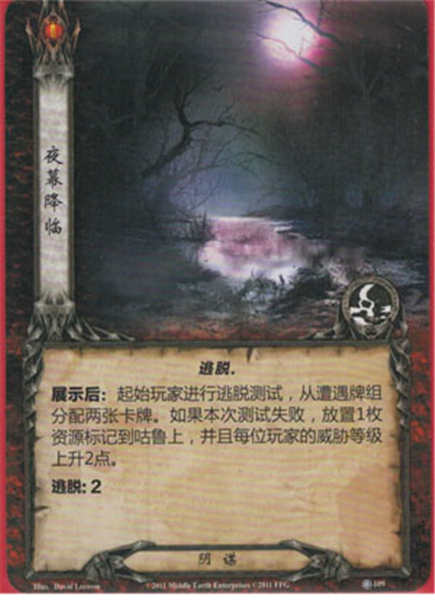 夜幕降临
逃脱.
展示后：起始玩家进行逃脱测试，从遭遇牌组
分配两张卡牌。如果本次测试失败，放置1枚
资源标记到咕鲁上，并且每位玩家的威胁等级
上升2点。
逃脱: 2
阴谋
©2011 Middle Earth Enterprises ©2011 FFG
109